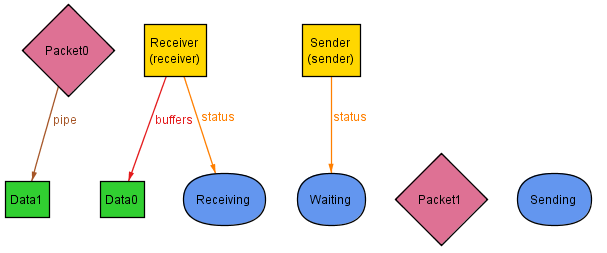 Packet0
Receiver
(receiver)
Sender
(sender)
pipe
buffers
status
status
Data1
Data0
Receiving
Waiting
Packet1
Sending